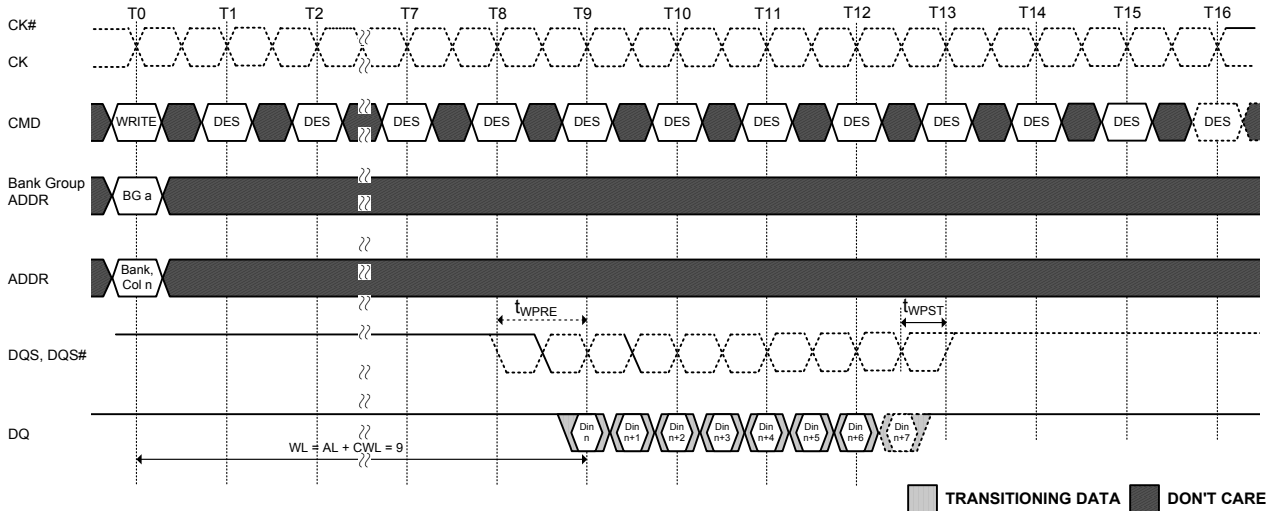 T0 T1 T2 T7 T8 T9 T10 T11 T12 T13 T14 T15 T16
CK#
CK
CMD WRITE DES DES DES DES DES DES DES DES DES DES DES DES
Bank Group
ADDR
BG a
ADDR
Bank,
Col n
tWPRE
tWPST
DQS, DQS#
DQ
Din
n
Din
n+1
Din
n+2
Din
n+3
Din
n+4
Din
n+5
Din
n+6
Din
n+7
WL = AL + CWL = 9
TRANSITIONING DATA DON'T CARE